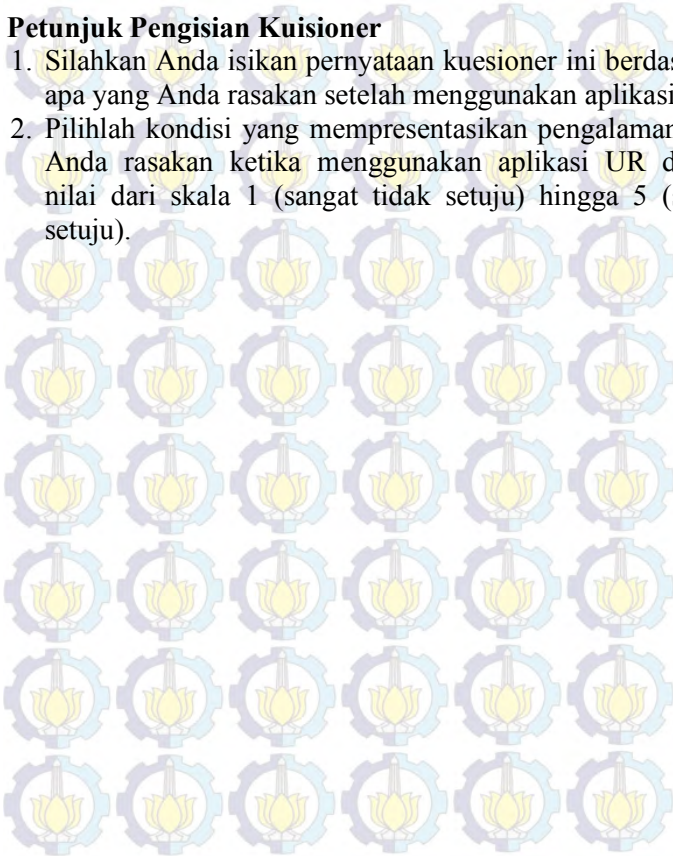 Petunjuk Pengisian Kuisioner
1. Silahkan Anda isikan pernyataan kuesioner ini berdas
apa yang Anda rasakan setelah menggunakan aplikasi
2. Pilihlah kondisi yang mempresentasikan pengalaman
Anda rasakan ketika menggunakan aplikasi UR d
nilai dari skala 1 (sangat tidak setuju) hingga 5 (s
setuju).